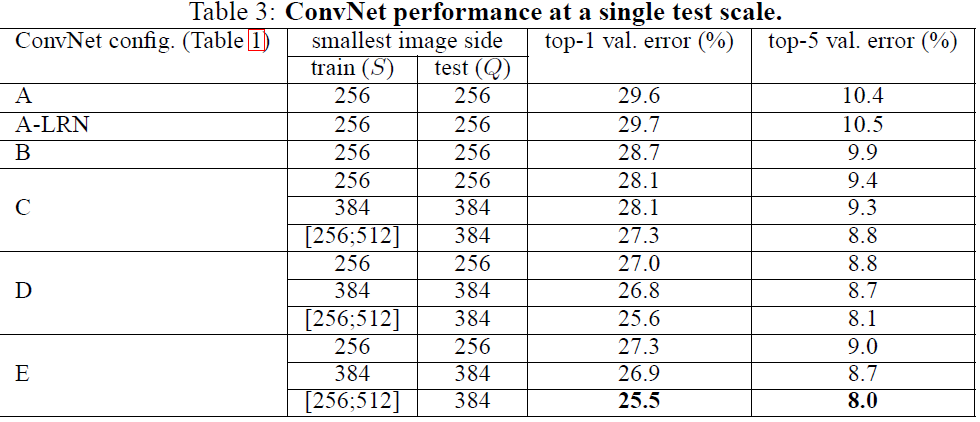 Table 3: ConvNet performance at a single test scale.
ConvNet config. (Table 1) smallest image side top-1 val. error (%) top-5 val. error (%)
train (S) test (Q)
A 256 256 29.6 10.4
A-LRN 256 256 29.7 10.5
B 256 256 28.7 9.9
256 256 28.1 9.4
C 384 384 28.1 9.3
[256;512] 384 27.3 8.8
256 256 27.0 8.8
D 384 384 26.8 8.7
[256;512] 384 25.6 8.1
256 256 27.3 9.0
E 384 384 26.9 8.7
[256;512] 384 25.5 8.0